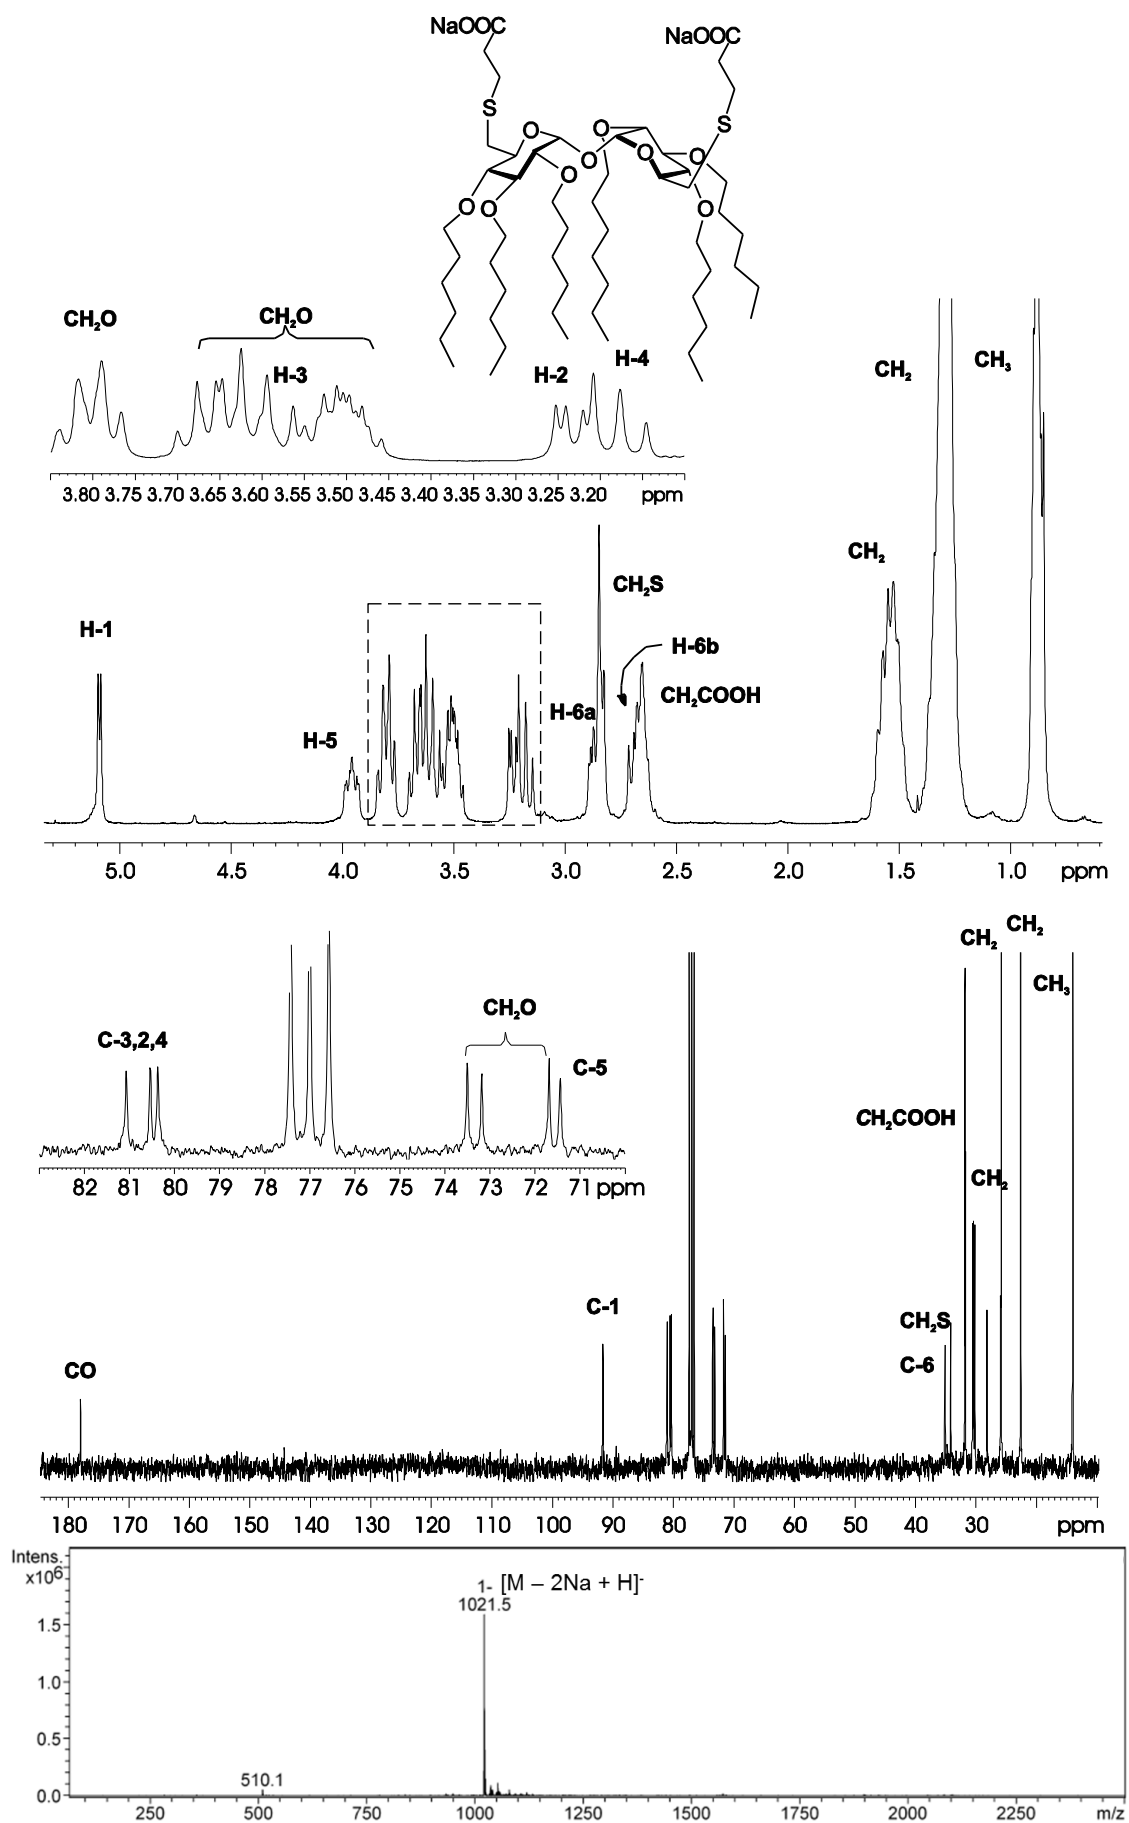 NaOOC
NaOOC
S
S
O
O
O
O
O
O
O
O
O
O
CH2O
CH2O
H-3
H-2
H-4
3.80 3.75 3.70 3.65 3.60 3.55 3.50 3.45 3.40 3.35 3.30 3.25 3.20 ppm
CH2
CH3
CH2
CH2S
H-1
H-6b
CH2COOH
H-6a
H-5
5.0 4.5 4.0 3.5 3.0 2.5 2.0 1.5 1.0 ppm
CH2
CH2
CH3
C-3,2,4
CH2O
C-5
CH2COOH
82 81 80 79 78 77 76 75 74 73 72 71 ppm
CH2
C-1
CH2S
C-6
CO
180 170 160 150 140 130 120 110 100 90 80 70 60 50 40 30 ppm
Intens.
x10⁶
1- [M – 2Na + H]-
1021.5
1.5
1.0
0.5
510.1
0.0
250 500 750 1000 1250 1500 1750 2000 2250 m/z